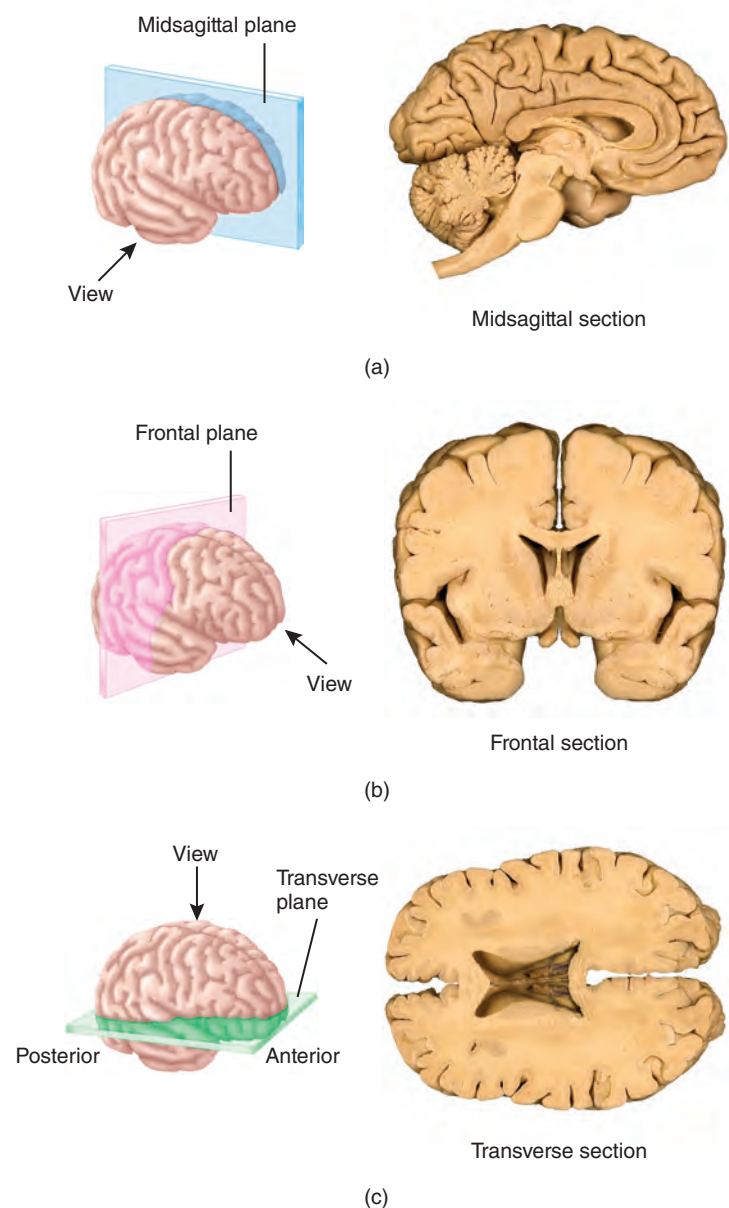 Midsagittal plane
View
Midsagittal section
(a)
Frontal plane
View
Frontal section
(b)
View
Transverse
plane
Posterior
Anterior
Transverse section
(c)